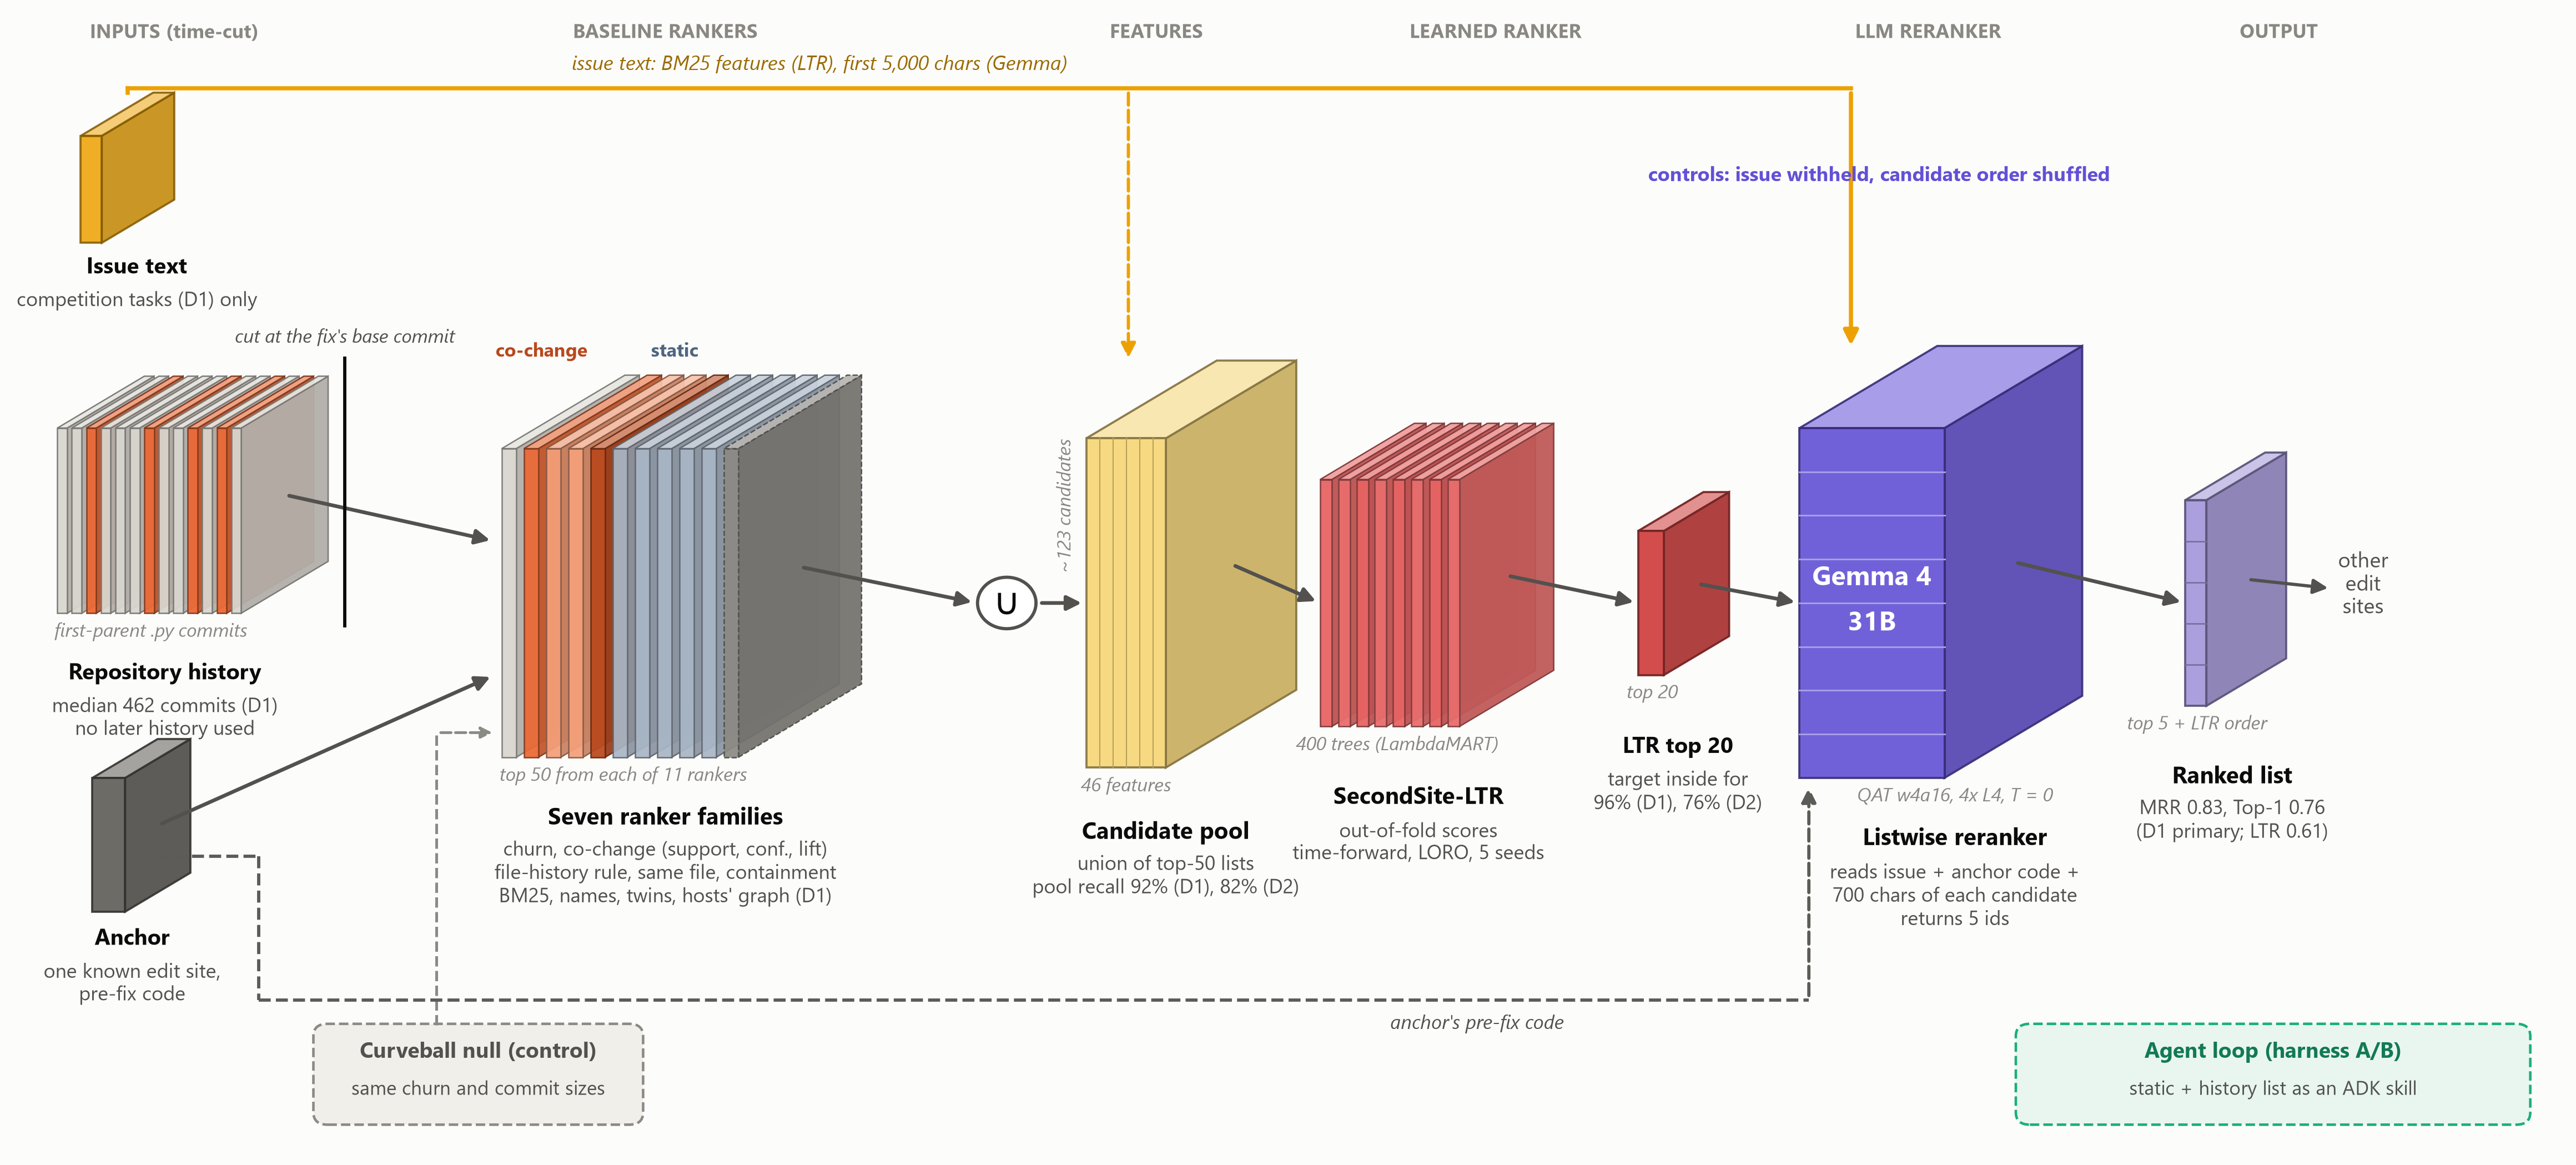 INPUTS (time-cut)
BASELINE RANKERS
FEATURES
LEARNED RANKER
LLM RERANKER
OUTPUT
issue text: BM25 features (LTR), first 5,000 chars (Gemma)
controls: issue withheld, candidate order shuffled
Issue text
competition tasks (D1) only
cut at the fix's base commit
first-parent .py commits
Repository history
median 462 commits (D1)
no later history used
Anchor
one known edit site,
pre-fix code
co-change
static
top 50 from each of 11 rankers
Seven ranker families
churn, co-change (support, conf., lift)
file-history rule, same file, containment
BM25, names, twins, hosts' graph (D1)
Curveball null (control)
same churn and commit sizes
U
~123 candidates
46 features
Candidate pool
union of top-50 lists
pool recall 92% (D1), 82% (D2)
400 trees (LambdaMART)
SecondSite-LTR
out-of-fold scores
time-forward, LORO, 5 seeds
top 20
LTR top 20
target inside for
96% (D1), 76% (D2)
Gemma 4
31B
QAT w4a16, 4x L4, T = 0
Listwise reranker
reads issue + anchor code +
700 chars of each candidate
returns 5 ids
anchor's pre-fix code
top 5 + LTR order
Ranked list
MRR 0.83, Top-1 0.76
(D1 primary; LTR 0.61)
other
edit
sites
Agent loop (harness A/B)
static + history list as an ADK skill